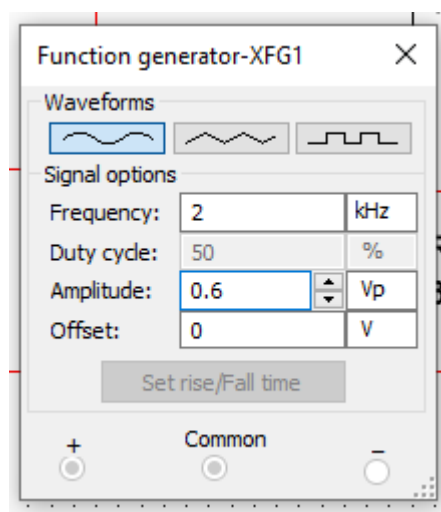 Function generator-XFG1
Waveforms
Signal options
Frequency: 2 kHz
Duty cycle: 50 %
Amplitude: 0.6 Vp
Offset: 0 V
Set rise/Fall time
+ Common –